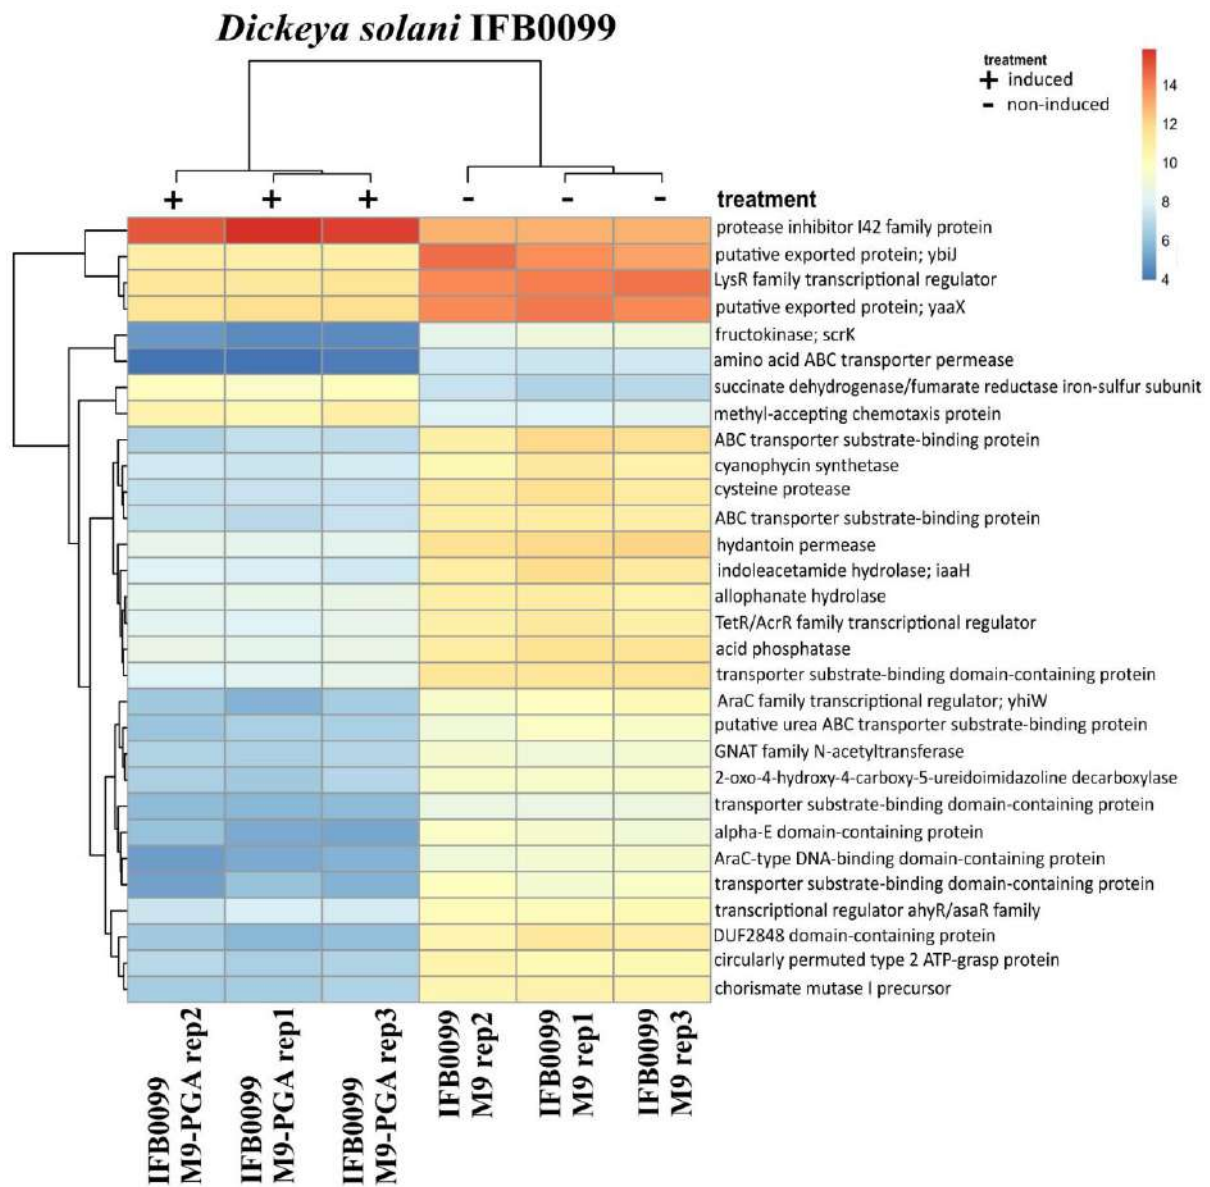 Dickeya solani IFB0099
treatment
+ induced
- non-induced
14
12
10
8
6
4
+ + + - - -
treatment
protease inhibitor I42 family protein
putative exported protein; ybiJ
LysR family transcriptional regulator
putative exported protein; yaaX
fructokinase; scrK
amino acid ABC transporter permease
succinate dehydrogenase/fumarate reductase iron-sulfur subunit
methyl-accepting chemotaxis protein
ABC transporter substrate-binding protein
cyanophycin synthetase
cysteine protease
ABC transporter substrate-binding protein
hydantoin permease
indoleacetamide hydrolase; iaaH
allophanate hydrolase
TetR/AcrR family transcriptional regulator
acid phosphatase
transporter substrate-binding domain-containing protein
AraC family transcriptional regulator; yhiW
putative urea ABC transporter substrate-binding protein
GNAT family N-acetyltransferase
2-oxo-4-hydroxy-4-carboxy-5-ureidoimidazoline decarboxylase
transporter substrate-binding domain-containing protein
alpha-E domain-containing protein
AraC-type DNA-binding domain-containing protein
transporter substrate-binding domain-containing protein
transcriptional regulator ahyR/asaR family
DUF2848 domain-containing protein
circularly permuted type 2 ATP-grasp protein
chorismate mutase I precursor
IFB0099
M9-PGA rep2
IFB0099
M9-PGA rep1
IFB0099
M9-PGA rep3
IFB0099
M9 rep2
IFB0099
M9 rep1
IFB0099
M9 rep3